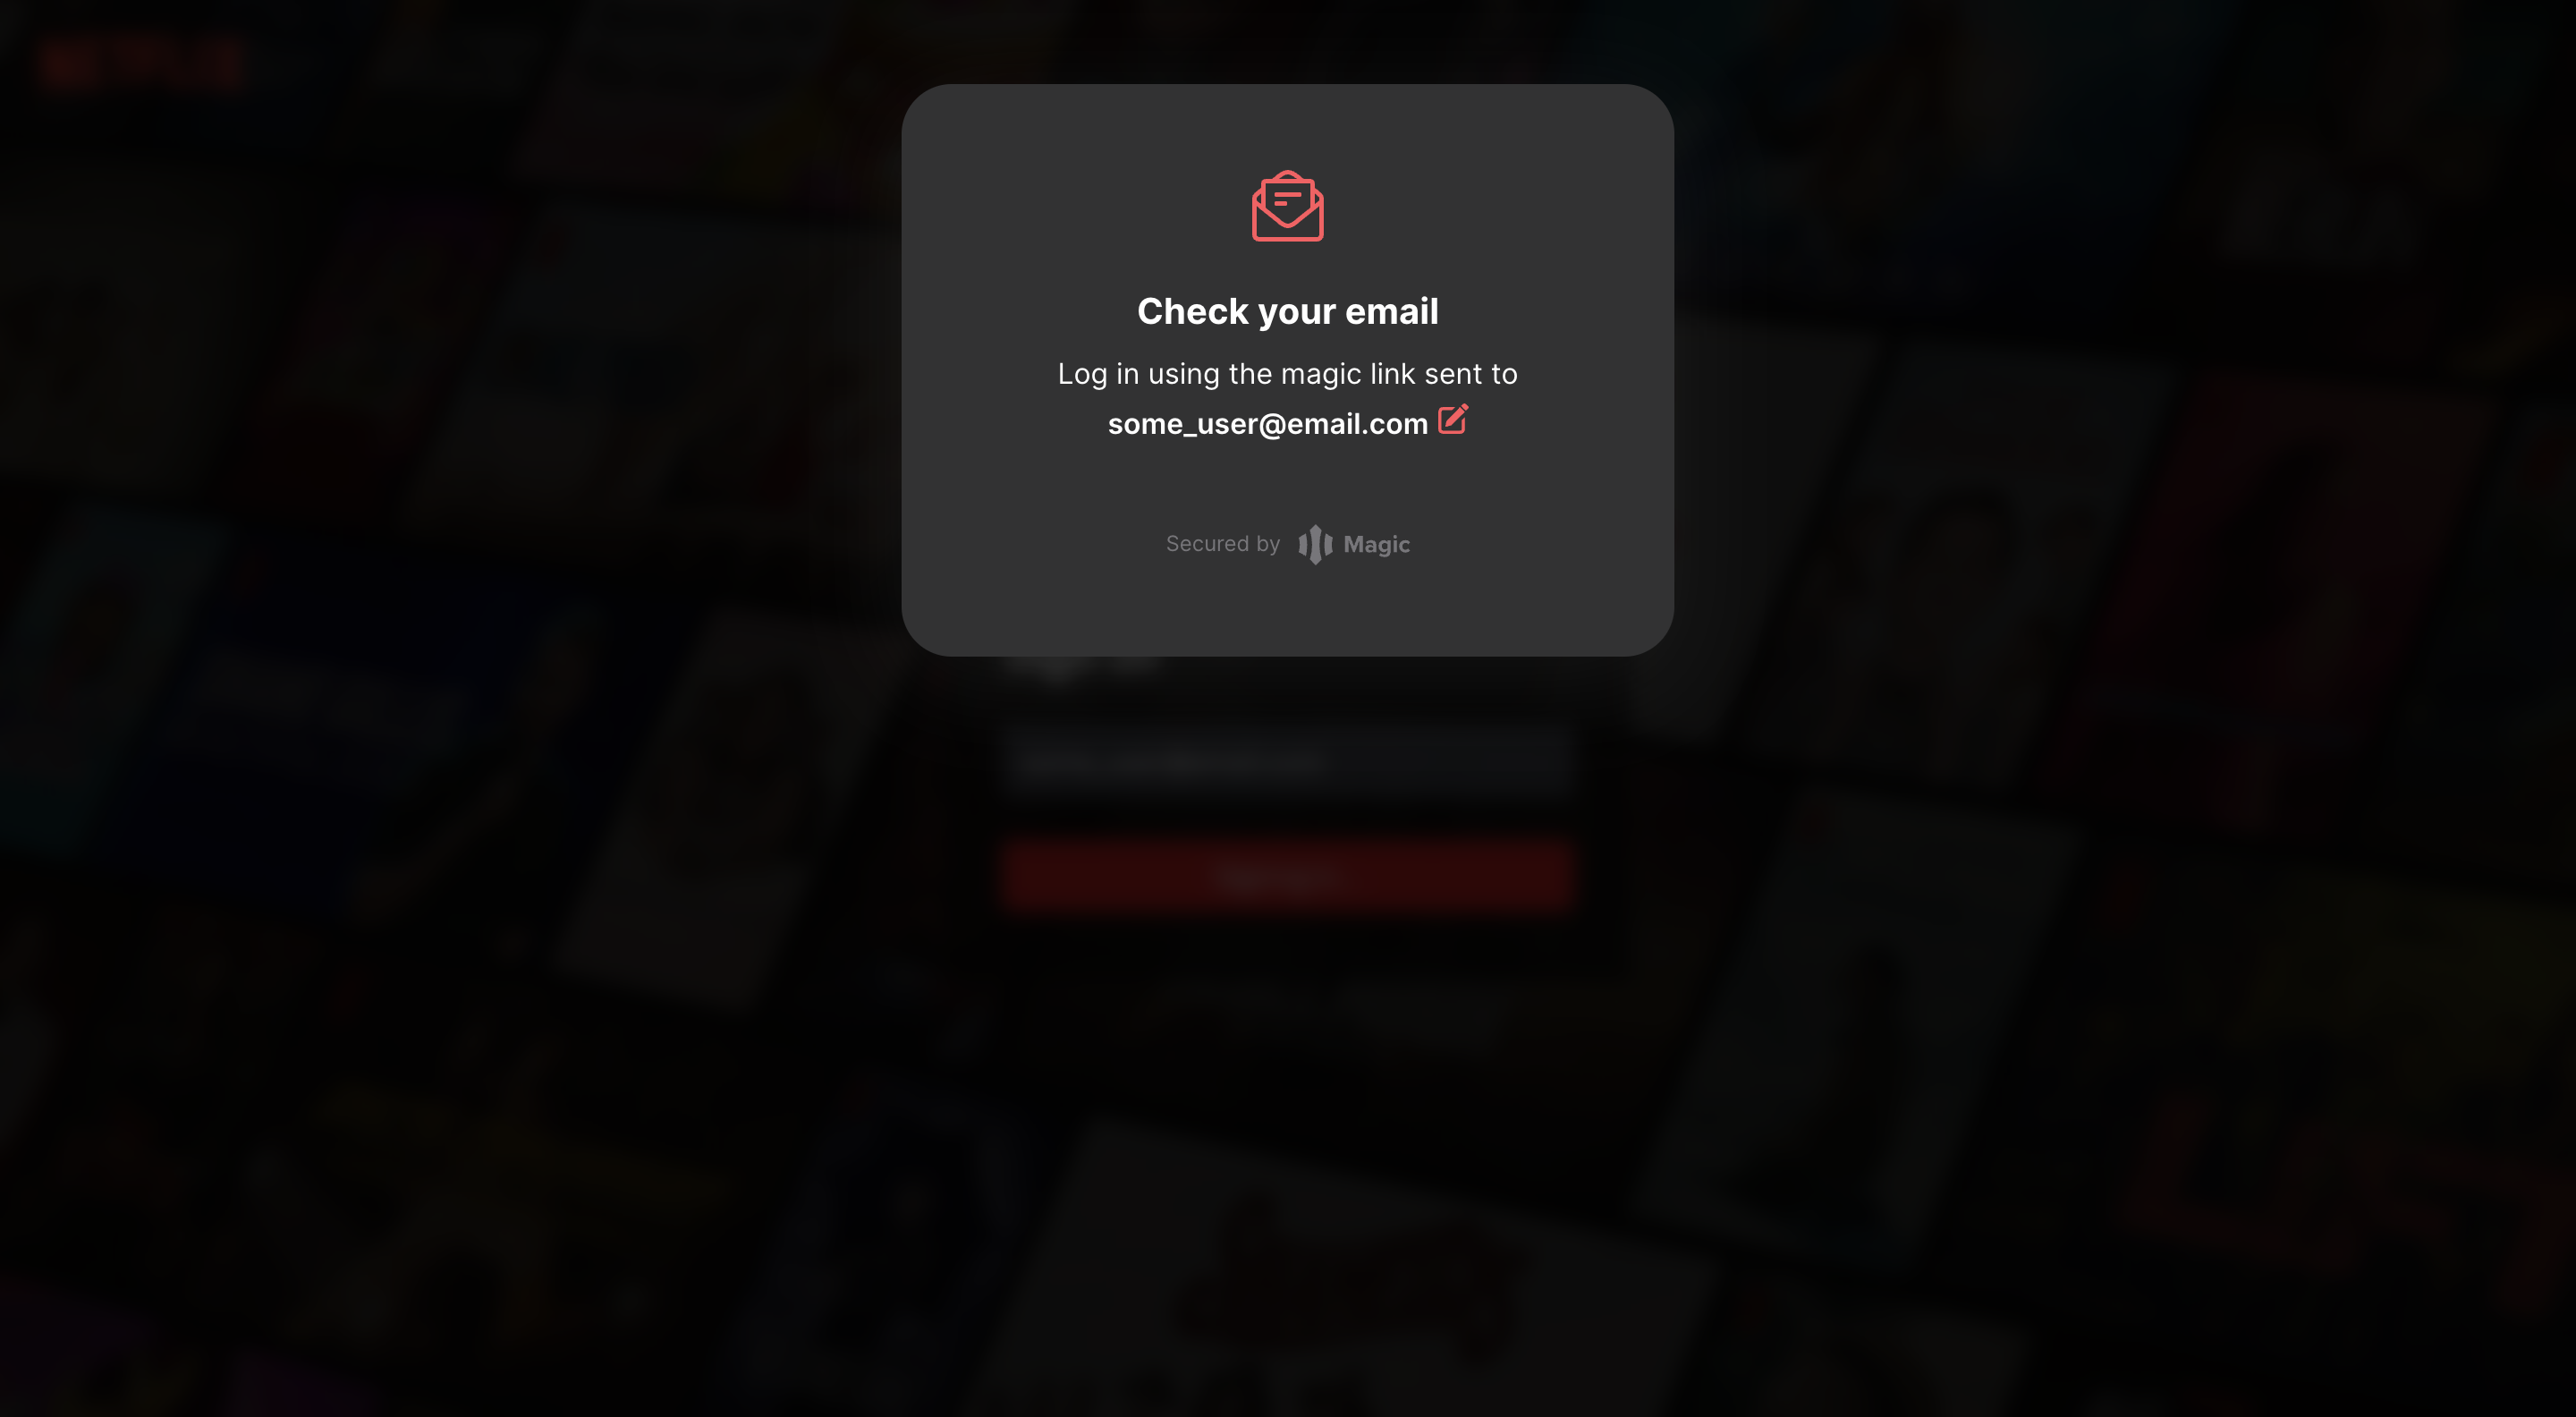 Check your email
Log in using the magic link sent to
some_user@email.com
Secured by Magic